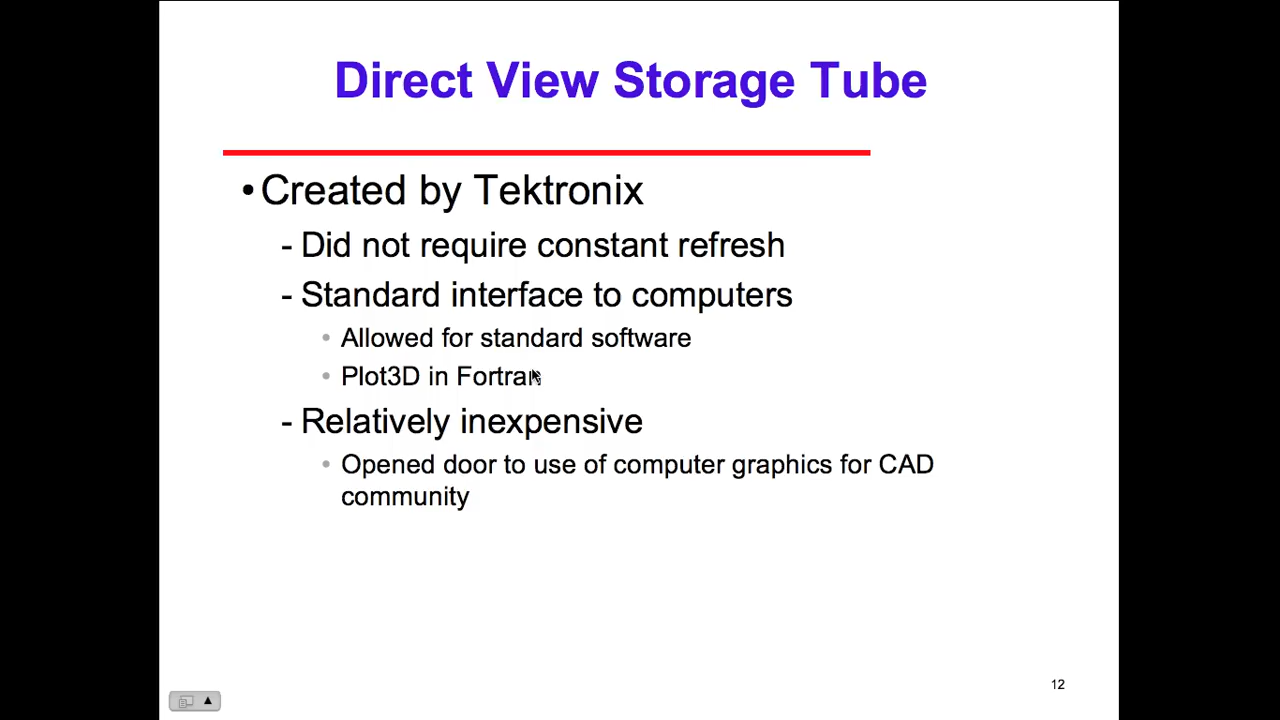 Direct View Storage Tube
• Created by Tektronix
- Did not require constant refresh
- Standard interface to computers
• Allowed for standard software
• Plot3D in Fortran
- Relatively inexpensive
• Opened door to use of computer graphics for CAD
community
12